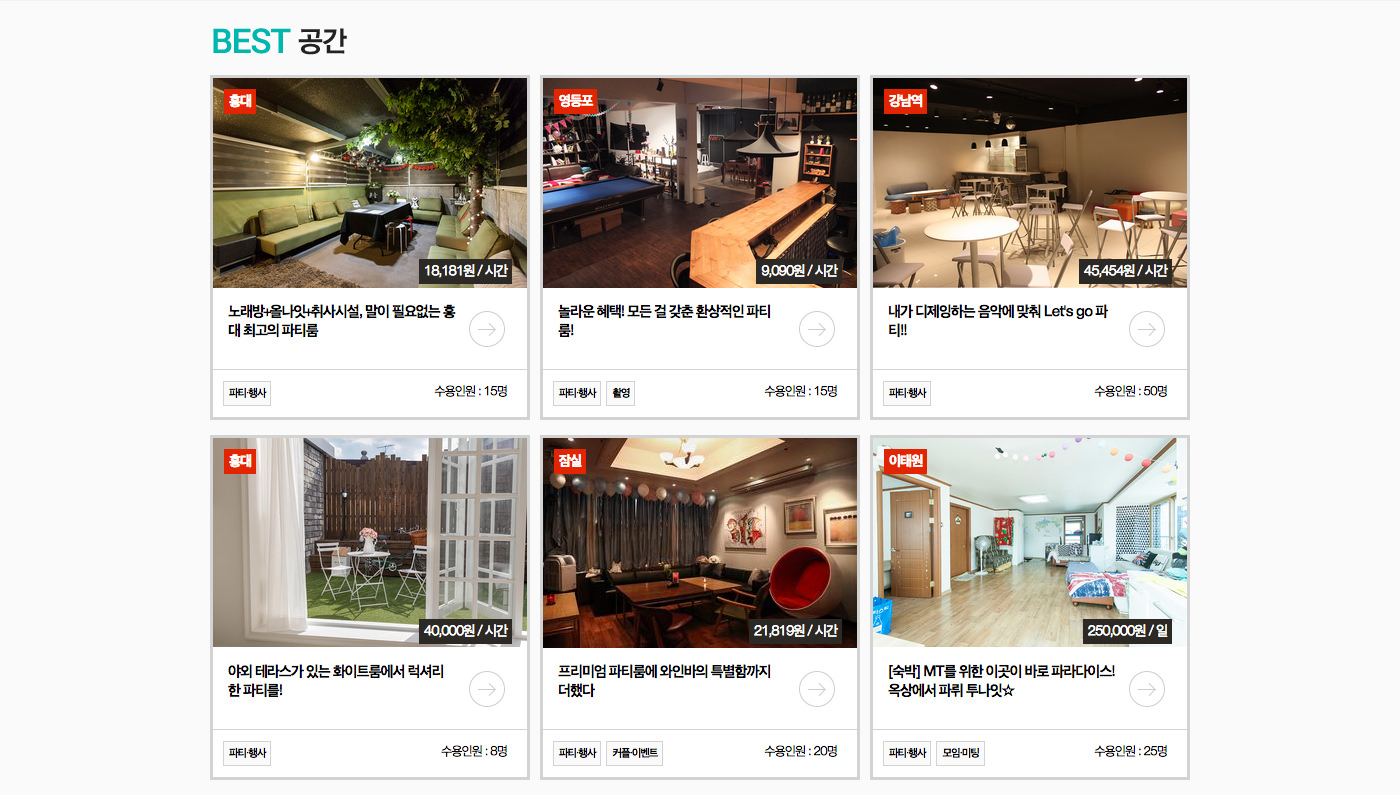 BEST 공간
홍대
18,181원 / 시간
노래방+올나잇+취사시설, 말이 필요없는 홍
대 최고의 파티룸
파티·행사
수용인원 : 15명
영등포
9,090원 / 시간
놀라운 혜택! 모든 걸 갖춘 환상적인 파티
룸!
파티·행사
촬영
수용인원 : 15명
강남역
45,454원 / 시간
내가 디제잉하는 음악에 맞춰 Let's go 파
티!!
파티·행사
수용인원 : 50명
홍대
40,000원 / 시간
야외 테라스가 있는 화이트룸에서 럭셔리
한 파티를!
파티·행사
수용인원 : 8명
잠실
21,819원 / 시간
프리미엄 파티룸에 와인바의 특별함까지
더했다
파티·행사
커플·이벤트
수용인원 : 20명
이태원
250,000원 / 일
[숙박] MT를 위한 이곳이 바로 파라다이스!
옥상에서 파뤼 투나잇☆
파티·행사
모임·미팅
수용인원 : 25명